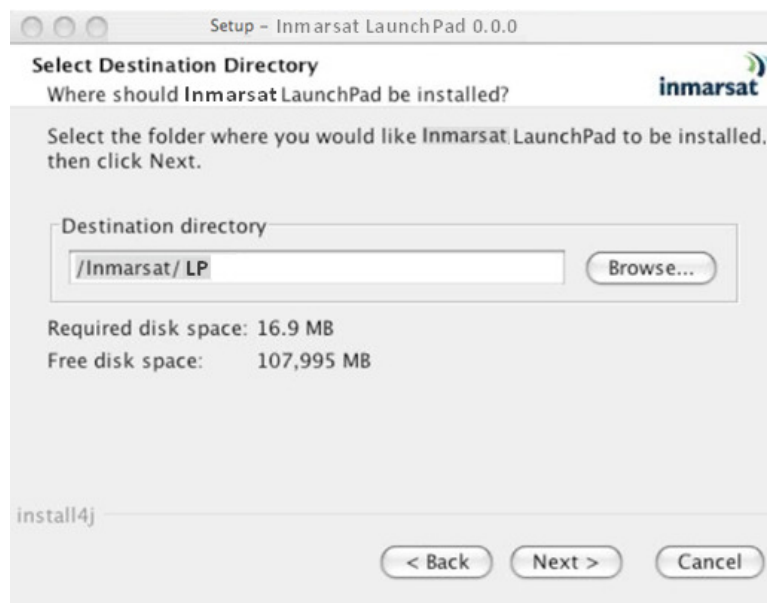 Setup – Inmarsat LaunchPad 0.0.0
Select Destination Directory
Where should Inmarsat LaunchPad be installed?
inmarsat
Select the folder where you would like Inmarsat LaunchPad to be installed,
then click Next.
Destination directory
/Inmarsat/ LP
Browse...
Required disk space: 16.9 MB
Free disk space: 107,995 MB
install4j
< Back
Next >
Cancel